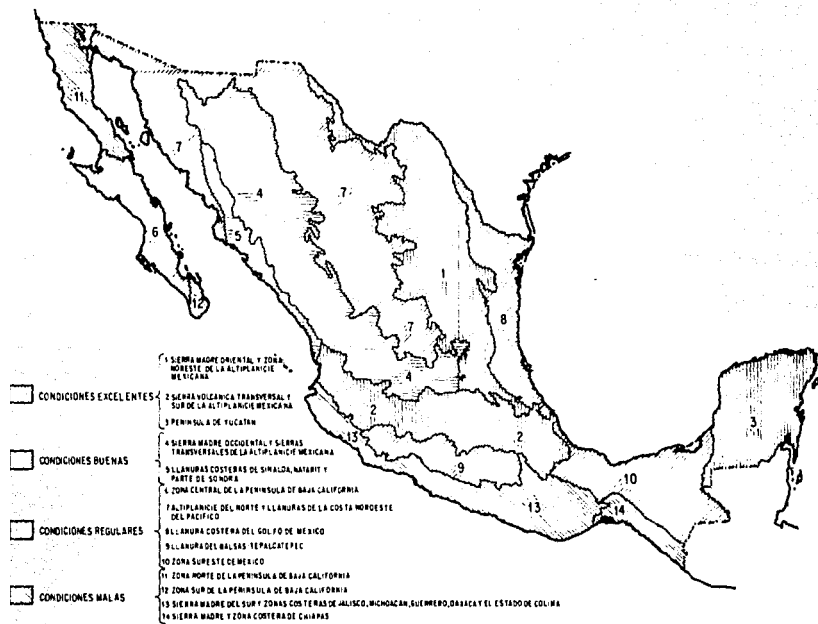 11
7
4
7
6
5
1
12
8
7
4
2
2
3
13
9
10
13
14
CONDICIONES EXCELENTES
1 SIERRA MADRE ORIENTAL Y ZONA
NORESTE DE LA ALTIPLANICIE
MEXICANA
2 SIERRA VOLCANICA TRANSVERSAL Y
SUR DE LA ALTIPLANICIE MEXICANA
3 PENINSULA DE YUCATAN
CONDICIONES BUENAS
4 SIERRA MADRE OCCIDENTAL Y SIERRAS
TRANSVERSALES DE LA ALTIPLANICIE MEXICANA
5 LLANURAS COSTERAS DE SINALOA, NAYARIT Y
PARTE DE SONORA
CONDICIONES REGULARES
6 ZONA CENTRAL DE LA PENINSULA DE BAJA CALIFORNIA
7 ALTIPLANICIE DEL NORTE Y LLANURAS DE LA COSTA NOROESTE
DEL PACIFICO
8 LLANURA COSTERA DEL GOLFO DE MEXICO
9 LLANURA DEL BALSAS TEPALCATEPEC
10 ZONA SURESTE DE MEXICO
CONDICIONES MALAS
11 ZONA NORTE DE LA PENINSULA DE BAJA CALIFORNIA
12 ZONA SUR DE LA PENINSULA DE BAJA CALIFORNIA
13 SIERRA MADRE DEL SUR Y ZONAS COSTERAS DE JALISCO, MICHOACAN, GUERRERO, OAXACA Y EL ESTADO DE COLIMA
14 SIERRA MADRE Y ZONA COSTERA DE CHIAPAS